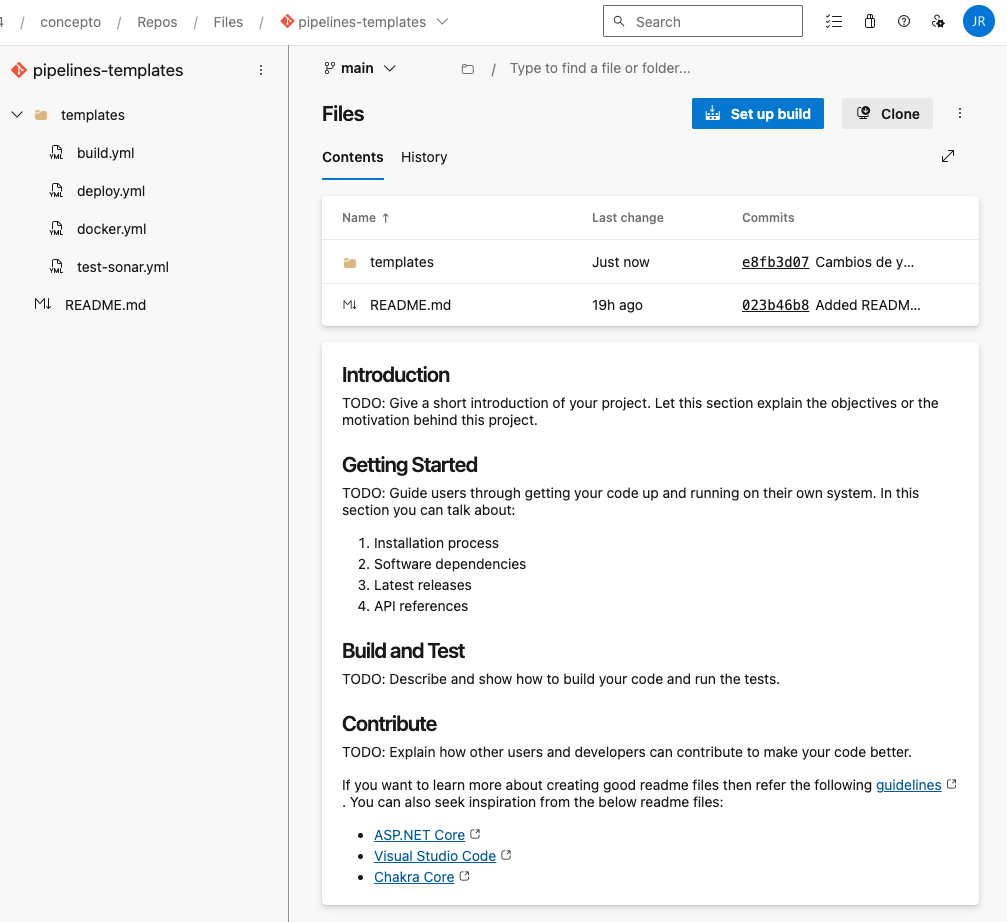 4 / concepto / Repos / Files / pipelines-templates
Search
JR
pipelines-templates
templates
build.yml
deploy.yml
docker.yml
test-sonar.yml
README.md
main
/ Type to find a file or folder...
Files
Set up build
Clone
Contents History
Name ↑ Last change Commits
templates Just now e8fb3d07 Cambios de y...
README.md 19h ago 023b46b8 Added READM...
Introduction
TODO: Give a short introduction of your project. Let this section explain the objectives or the
motivation behind this project.
Getting Started
TODO: Guide users through getting your code up and running on their own system. In this
section you can talk about:
1. Installation process
2. Software dependencies
3. Latest releases
4. API references
Build and Test
TODO: Describe and show how to build your code and run the tests.
Contribute
TODO: Explain how other users and developers can contribute to make your code better.
If you want to learn more about creating good readme files then refer the following guidelines
. You can also seek inspiration from the below readme files:
• ASP.NET Core
• Visual Studio Code
• Chakra Core